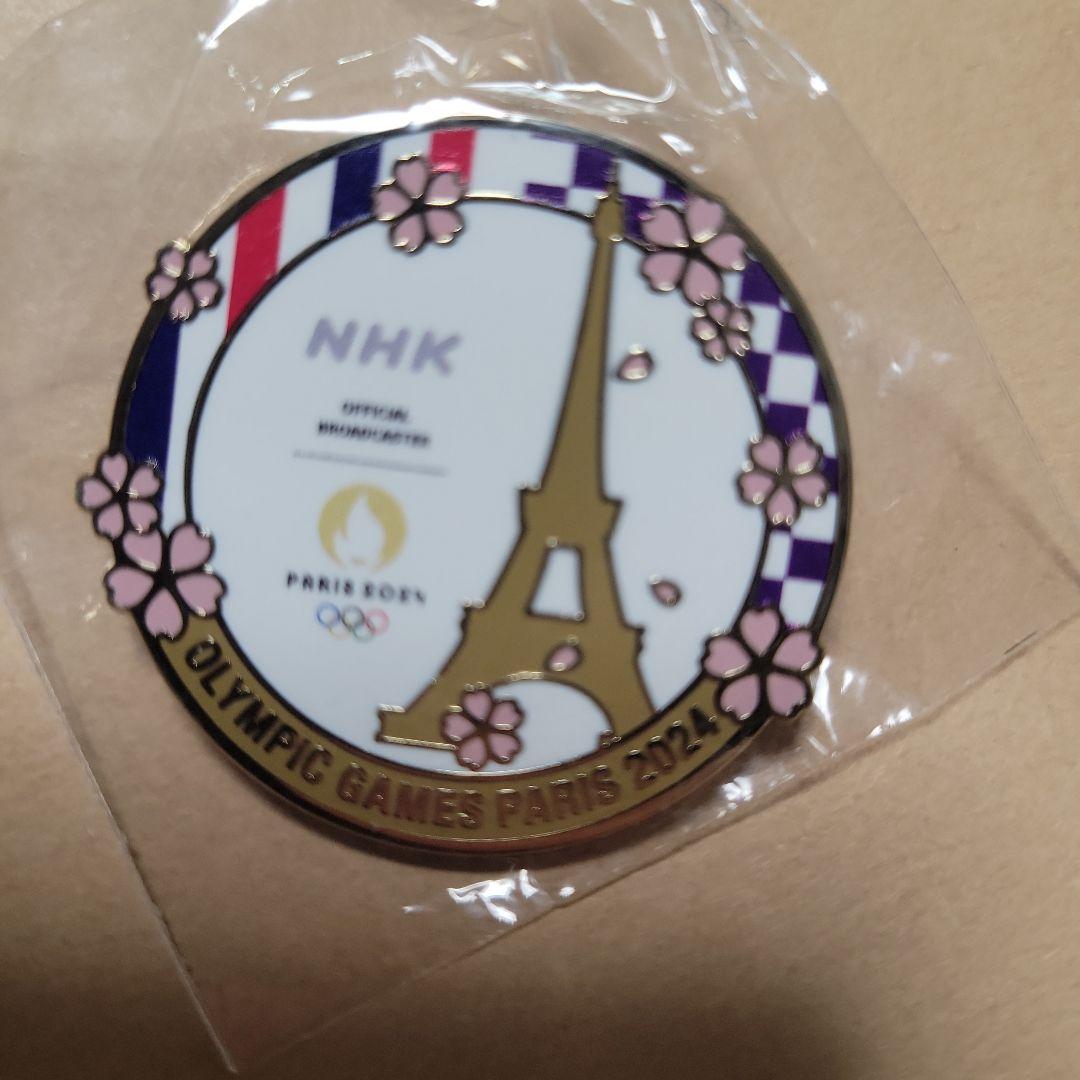 NHK
OFFICIAL
BROADCASTER
PARIS 2024
OLYMPIC GAMES PARIS 2024